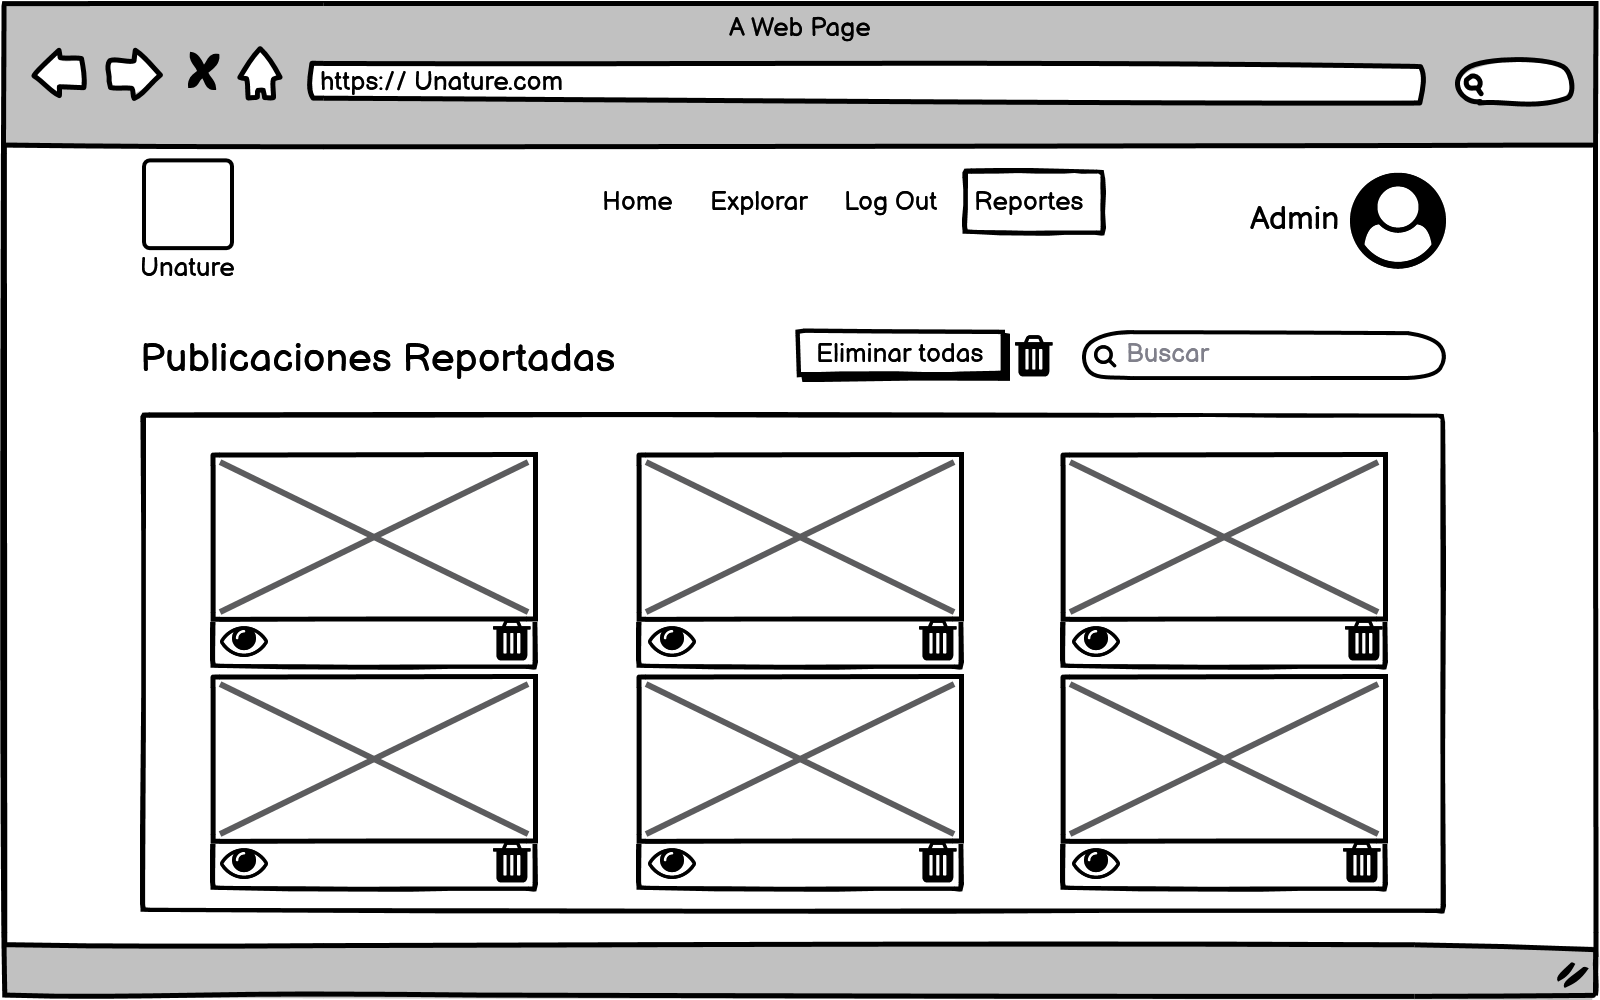 A Web Page
https:// Unature.com
Home Explorar Log Out Reportes
Admin
Unature
Publicaciones Reportadas
Eliminar todas
Buscar